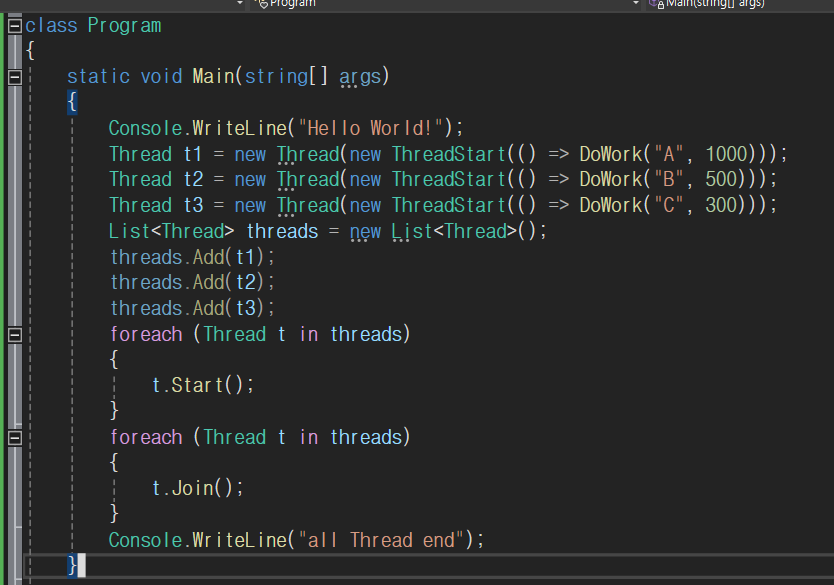 Program
Main(string[] args)
class Program
{
static void Main(string[] args)
{
Console.WriteLine("Hello World!");
Thread t1 = new Thread(new ThreadStart(() => DoWork("A", 1000)));
Thread t2 = new Thread(new ThreadStart(() => DoWork("B", 500)));
Thread t3 = new Thread(new ThreadStart(() => DoWork("C", 300)));
List<Thread> threads = new List<Thread>();
threads.Add(t1);
threads.Add(t2);
threads.Add(t3);
foreach (Thread t in threads)
{
t.Start();
}
foreach (Thread t in threads)
{
t.Join();
}
Console.WriteLine("all Thread end");
}